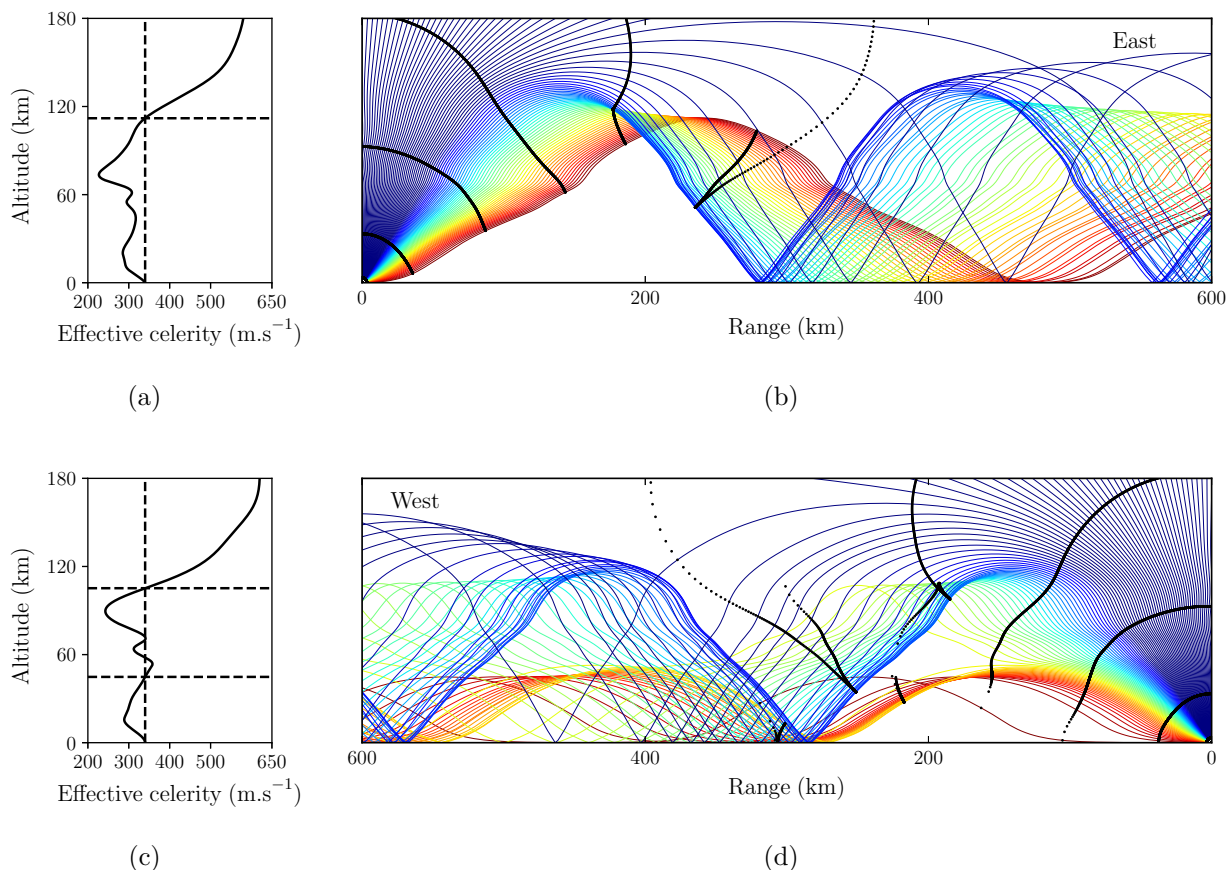 180
120
60
0
Altitude (km)
200 300 400 500 650
Effective celerity (m.s−1)
(a)
East
0 200 400 600
Range (km)
(b)
180
120
60
0
Altitude (km)
200 300 400 500 650
Effective celerity (m.s−1)
(c)
West
600 400 200 0
Range (km)
(d)